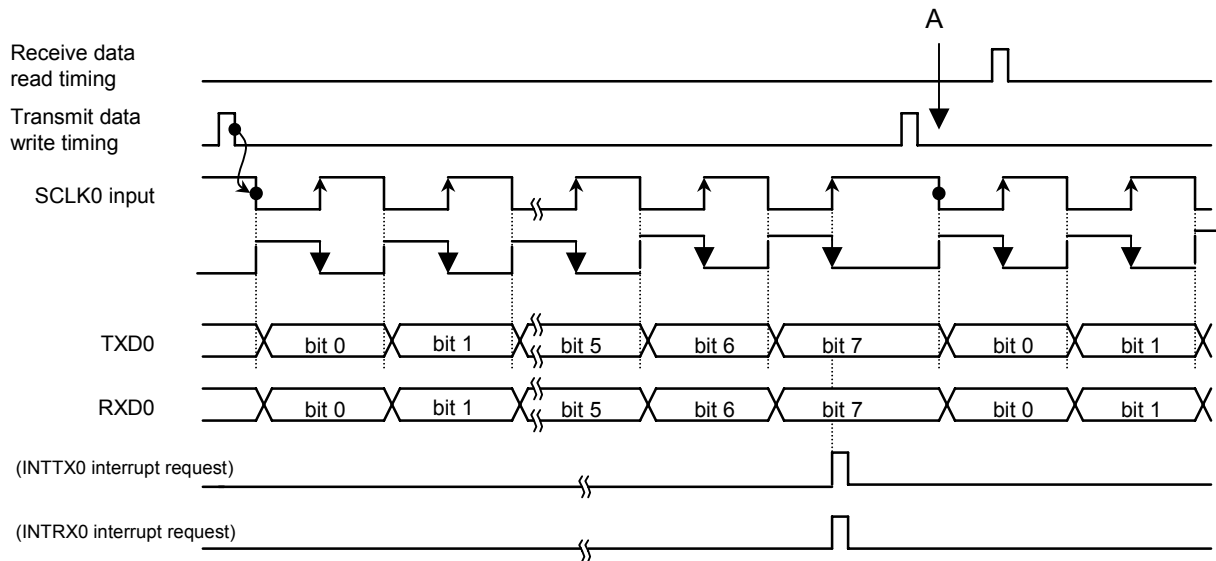 A
Receive data
read timing
Transmit data
write timing
SCLK0 input
TXD0 bit 0 bit 1 bit 5 bit 6 bit 7 bit 0 bit 1
RXD0 bit 0 bit 1 bit 5 bit 6 bit 7 bit 0 bit 1
(INTTX0 interrupt request)
(INTRX0 interrupt request)